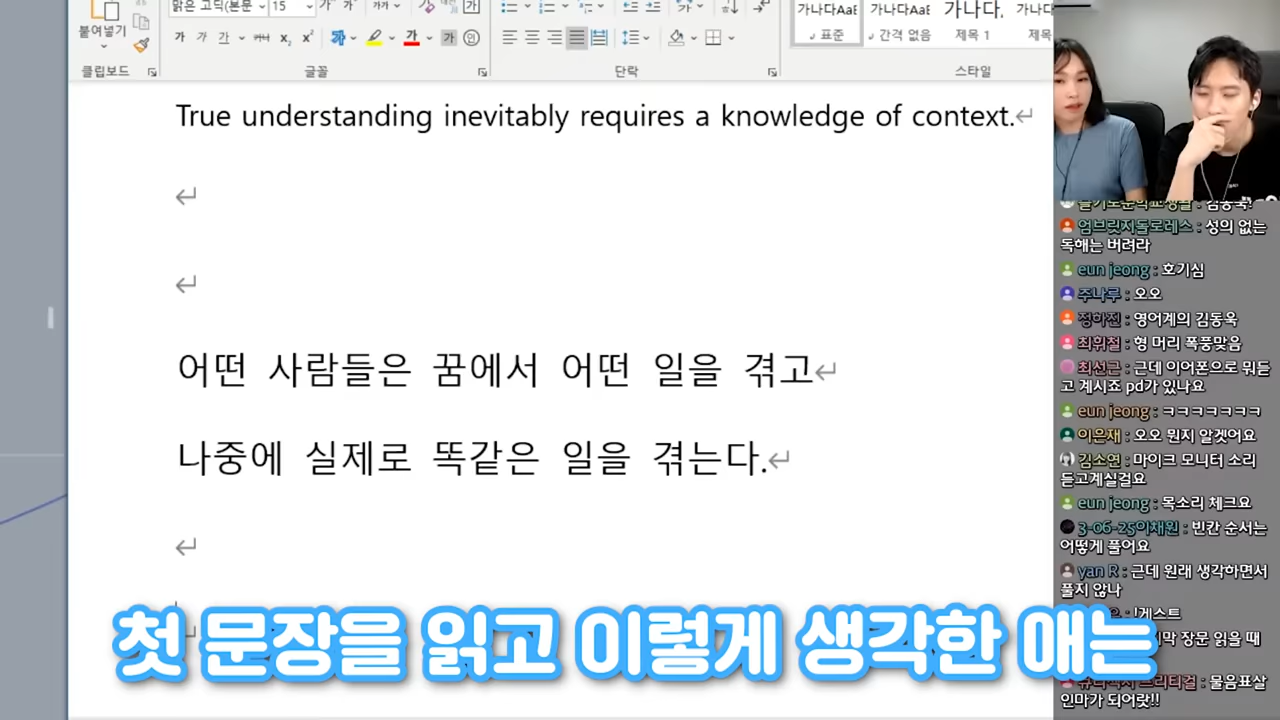 붙여넣기
클립보드
맑은 고딕(본문
15
글꼴
단락
가나다AaB
가나다AaB
가나다.
표준
간격 없음
제목 1
제목
스타일
True understanding inevitably requires a knowledge of context.
어떤 사람들은 꿈에서 어떤 일을 겪고
나중에 실제로 똑같은 일을 겪는다.
첫 문장을 읽고 이렇게 생각한 애는
엄브릿지돌로레스 : 성의 없는
독해는 버려라
eun jeong : 호기심
주나루 : 오오
정하진 : 영어계의 김동욱
최휘철 : 형 머리 폭풍맞음
최선근 : 근데 이어폰으로 뭐듣
고 계시죠 pd가 있나요
eun jeong : ㅋㅋㅋㅋㅋㅋㅋ
이은재 : 오오 뭔지 알겟어요
김소연 : 마이크 모니터 소리
듣고계실걸요
eun jeong : 목소리 체크요
3-06-25이채원 : 빈칸 순서는
어떻게 풀어요
yan R : 근데 원래 생각하면서
풀지 않나
!게스트
장문 읽을 때
물음표살
인마가 되어랏!!